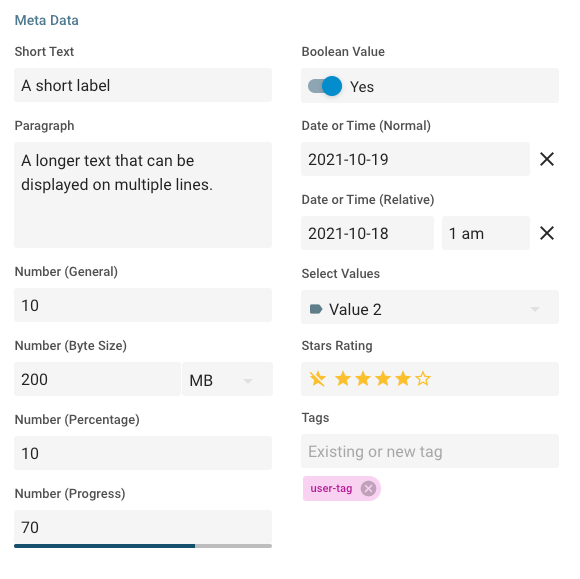 Meta Data
Short Text
A short label
Paragraph
A longer text that can be
displayed on multiple lines.
Number (General)
10
Number (Byte Size)
200 MB
Number (Percentage)
10
Number (Progress)
70
Boolean Value
Yes
Date or Time (Normal)
2021-10-19
Date or Time (Relative)
2021-10-18 1 am
Select Values
Value 2
Stars Rating
Tags
Existing or new tag
user-tag